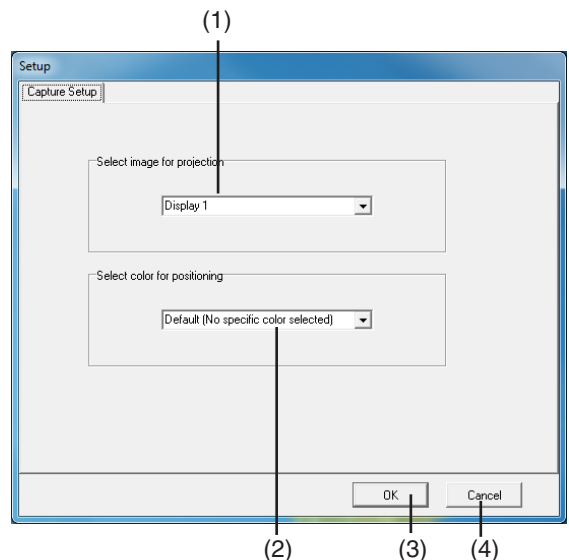 (1)
Setup
Capture Setup
Select image for projection
Display 1
Select color for positioning
Default (No specific color selected)
OK
Cancel
(2)
(3)
(4)